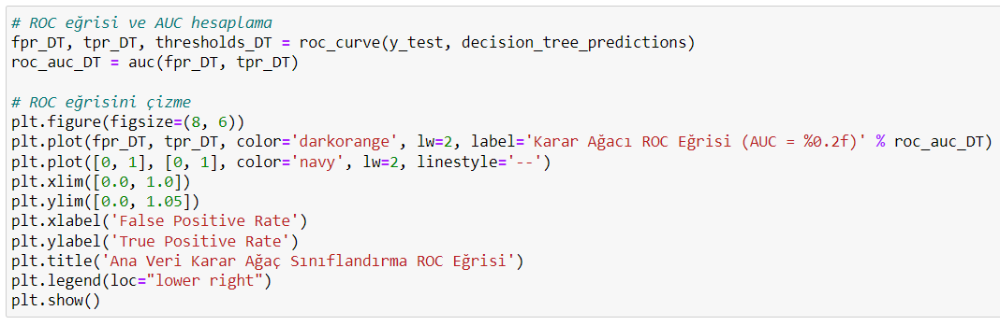 # ROC eğrisi ve AUC hesaplama
fpr_DT, tpr_DT, thresholds_DT = roc_curve(y_test, decision_tree_predictions)
roc_auc_DT = auc(fpr_DT, tpr_DT)
# ROC eğrisini çizme
plt.figure(figsize=(8, 6))
plt.plot(fpr_DT, tpr_DT, color='darkorange', lw=2, label='Karar Ağacı ROC Eğrisi (AUC = %0.2f)' % roc_auc_DT)
plt.plot([0, 1], [0, 1], color='navy', lw=2, linestyle='--')
plt.xlim([0.0, 1.0])
plt.ylim([0.0, 1.05])
plt.xlabel('False Positive Rate')
plt.ylabel('True Positive Rate')
plt.title('Ana Veri Karar Ağaç Sınıflandırma ROC Eğrisi')
plt.legend(loc="lower right")
plt.show()